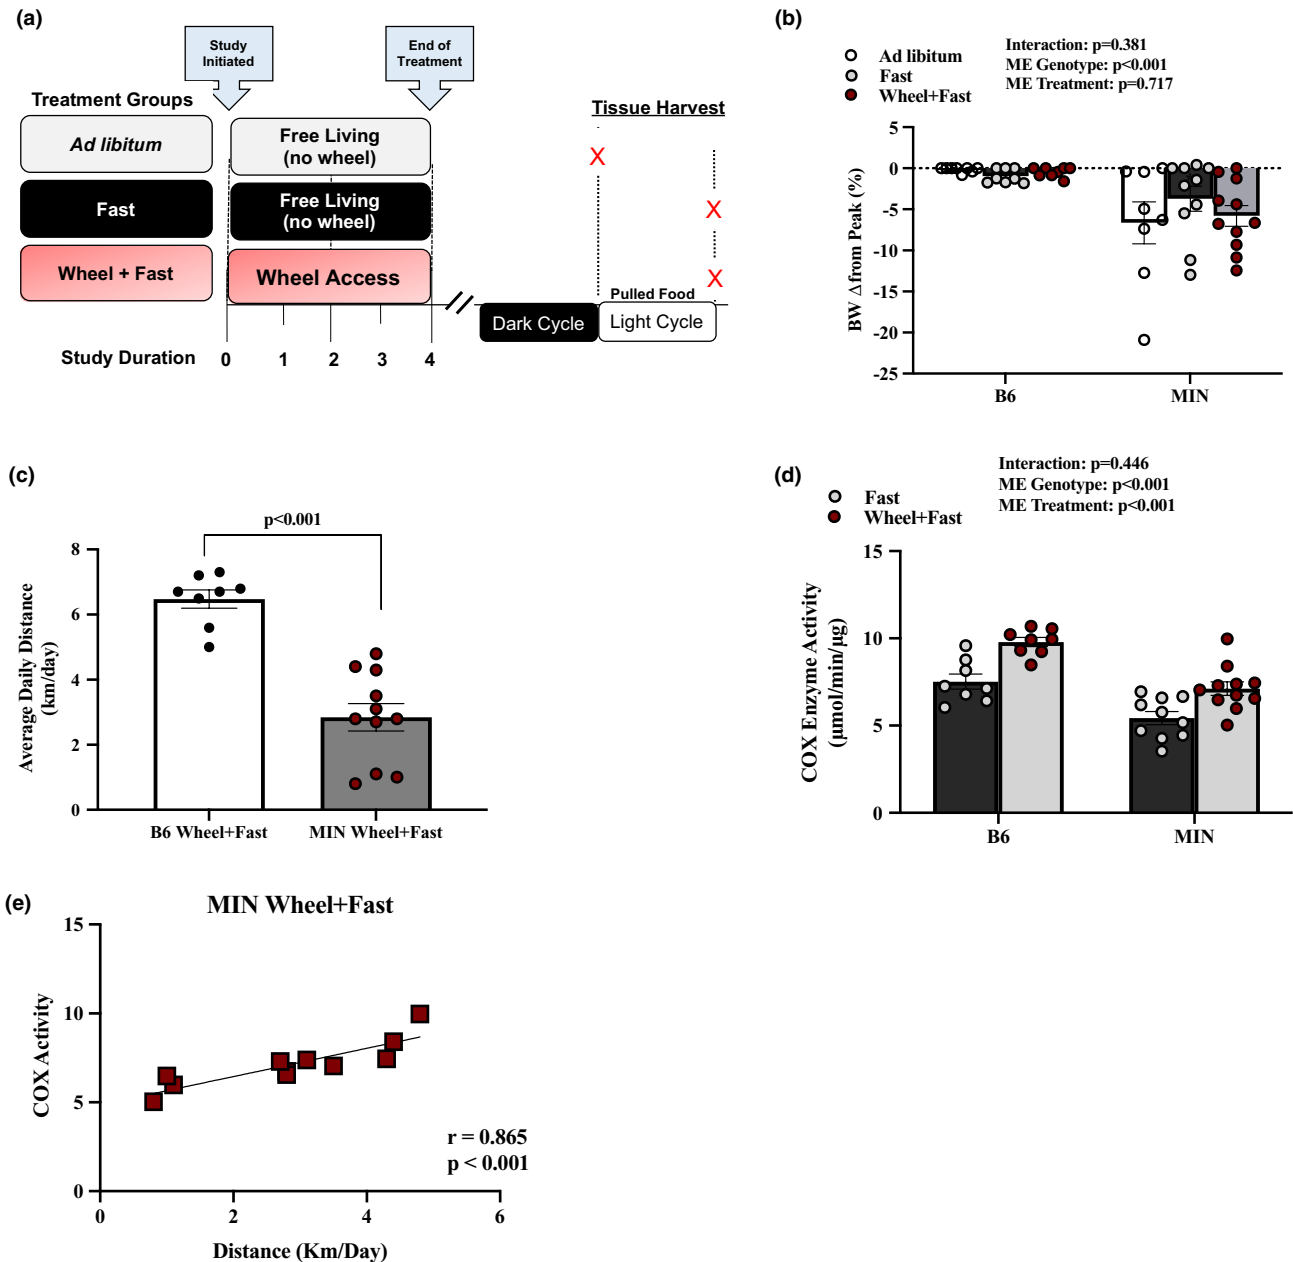 (a)
Study
Initiated
End of
Treatment
Treatment Groups
Tissue Harvest
Ad libitum
Free Living
(no wheel)
X
Fast
Free Living
(no wheel)
X
Wheel + Fast
Wheel Access
X
Pulled Food
Dark Cycle
Light Cycle
Study Duration
0 1 2 3 4
(b)
Ad libitum
Fast
Wheel+Fast
Interaction: p=0.381
ME Genotype: p<0.001
ME Treatment: p=0.717
BW Δfrom Peak (%)
5
0
-5
-10
-15
-20
-25
B6 MIN
(c)
p<0.001
Average Daily Distance
(km/day)
8
6
4
2
0
B6 Wheel+Fast MIN Wheel+Fast
(d)
Fast
Wheel+Fast
Interaction: p=0.446
ME Genotype: p<0.001
ME Treatment: p<0.001
COX Enzyme Activity
(μmol/min/μg)
15
10
5
0
B6 MIN
(e)
MIN Wheel+Fast
COX Activity
15
10
5
0
r = 0.865
p < 0.001
0 2 4 6
Distance (Km/Day)